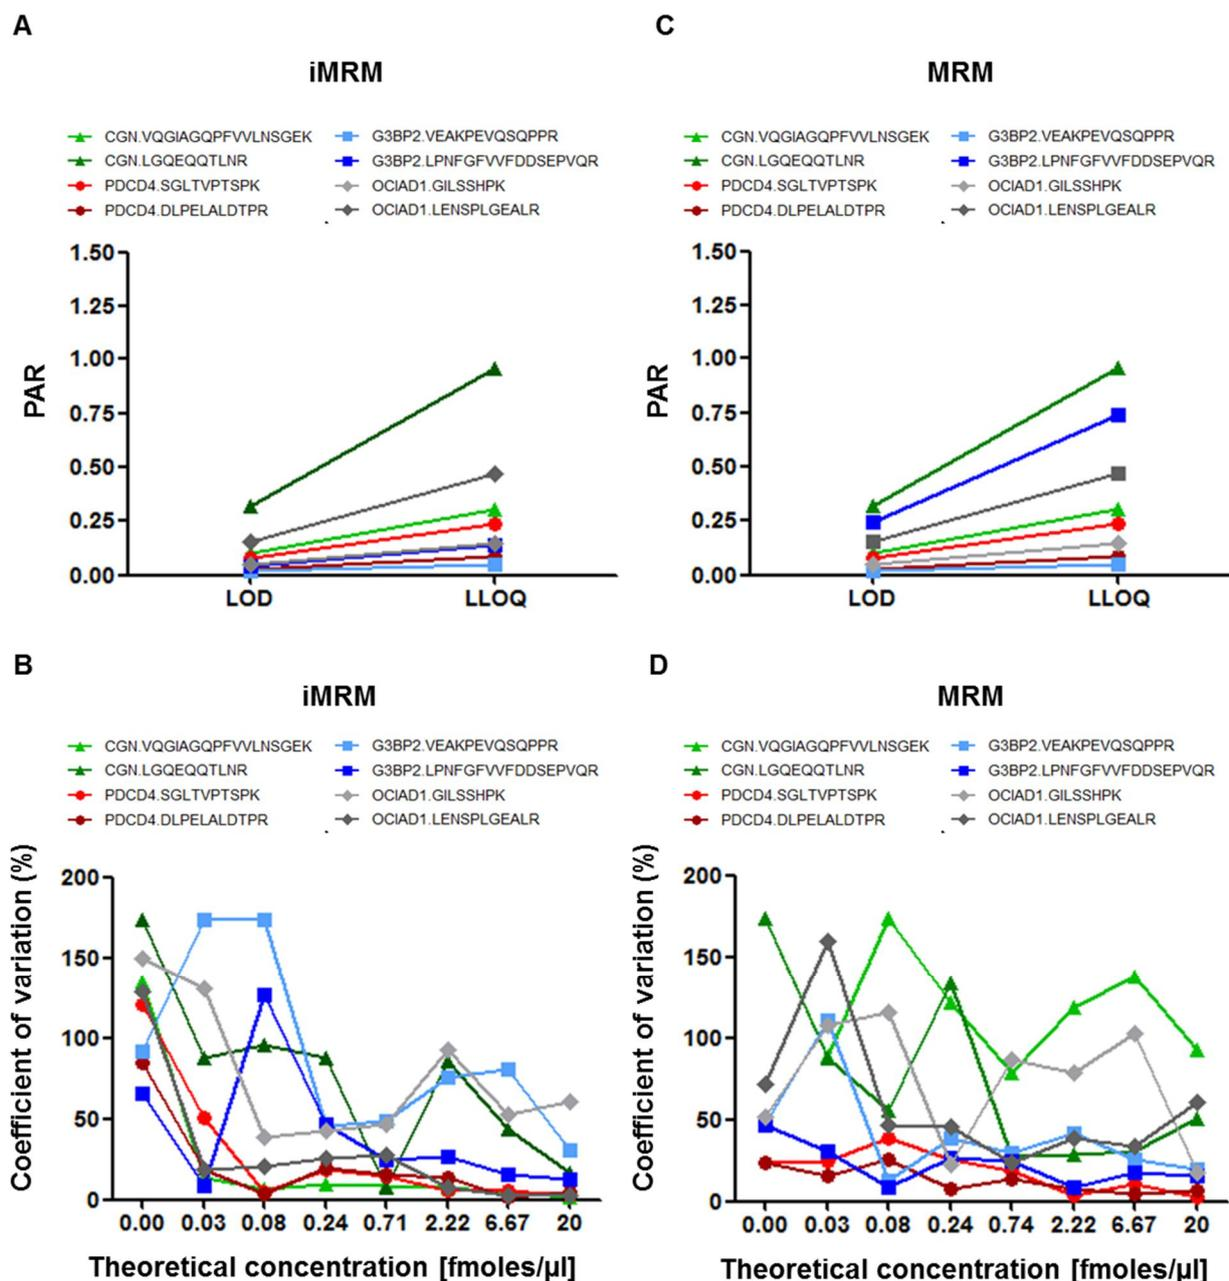 A
iMRM
CGN.VQGIAGQPFVVLNSGEK
CGN.LGQEQQTLNR
PDCD4.SGLTVPTSPK
PDCD4.DLPELALDTPR
G3BP2.VEAKPEVQSQPPR
G3BP2.LPNFGFVVFDDSEPVQR
OCIAD1.GILSSHPK
OCIAD1.LENSPLGEALR
PAR
1.50
1.25
1.00
0.75
0.50
0.25
0.00
LOD LLOQ
C
MRM
CGN.VQGIAGQPFVVLNSGEK
CGN.LGQEQQTLNR
PDCD4.SGLTVPTSPK
PDCD4.DLPELALDTPR
G3BP2.VEAKPEVQSQPPR
G3BP2.LPNFGFVVFDDSEPVQR
OCIAD1.GILSSHPK
OCIAD1.LENSPLGEALR
PAR
1.50
1.25
1.00
0.75
0.50
0.25
0.00
LOD LLOQ
B
iMRM
CGN.VQGIAGQPFVVLNSGEK
CGN.LGQEQQTLNR
PDCD4.SGLTVPTSPK
PDCD4.DLPELALDTPR
G3BP2.VEAKPEVQSQPPR
G3BP2.LPNFGFVVFDDSEPVQR
OCIAD1.GILSSHPK
OCIAD1.LENSPLGEALR
Coefficient of variation (%)
200
150
100
50
0
0.00 0.03 0.08 0.24 0.71 2.22 6.67 20
Theoretical concentration [fmoles/µl]
D
MRM
CGN.VQGIAGQPFVVLNSGEK
CGN.LGQEQQTLNR
PDCD4.SGLTVPTSPK
PDCD4.DLPELALDTPR
G3BP2.VEAKPEVQSQPPR
G3BP2.LPNFGFVVFDDSEPVQR
OCIAD1.GILSSHPK
OCIAD1.LENSPLGEALR
Coefficient of variation (%)
200
150
100
50
0
0.00 0.03 0.08 0.24 0.74 2.22 6.67 20
Theoretical concentration [fmoles/µl]